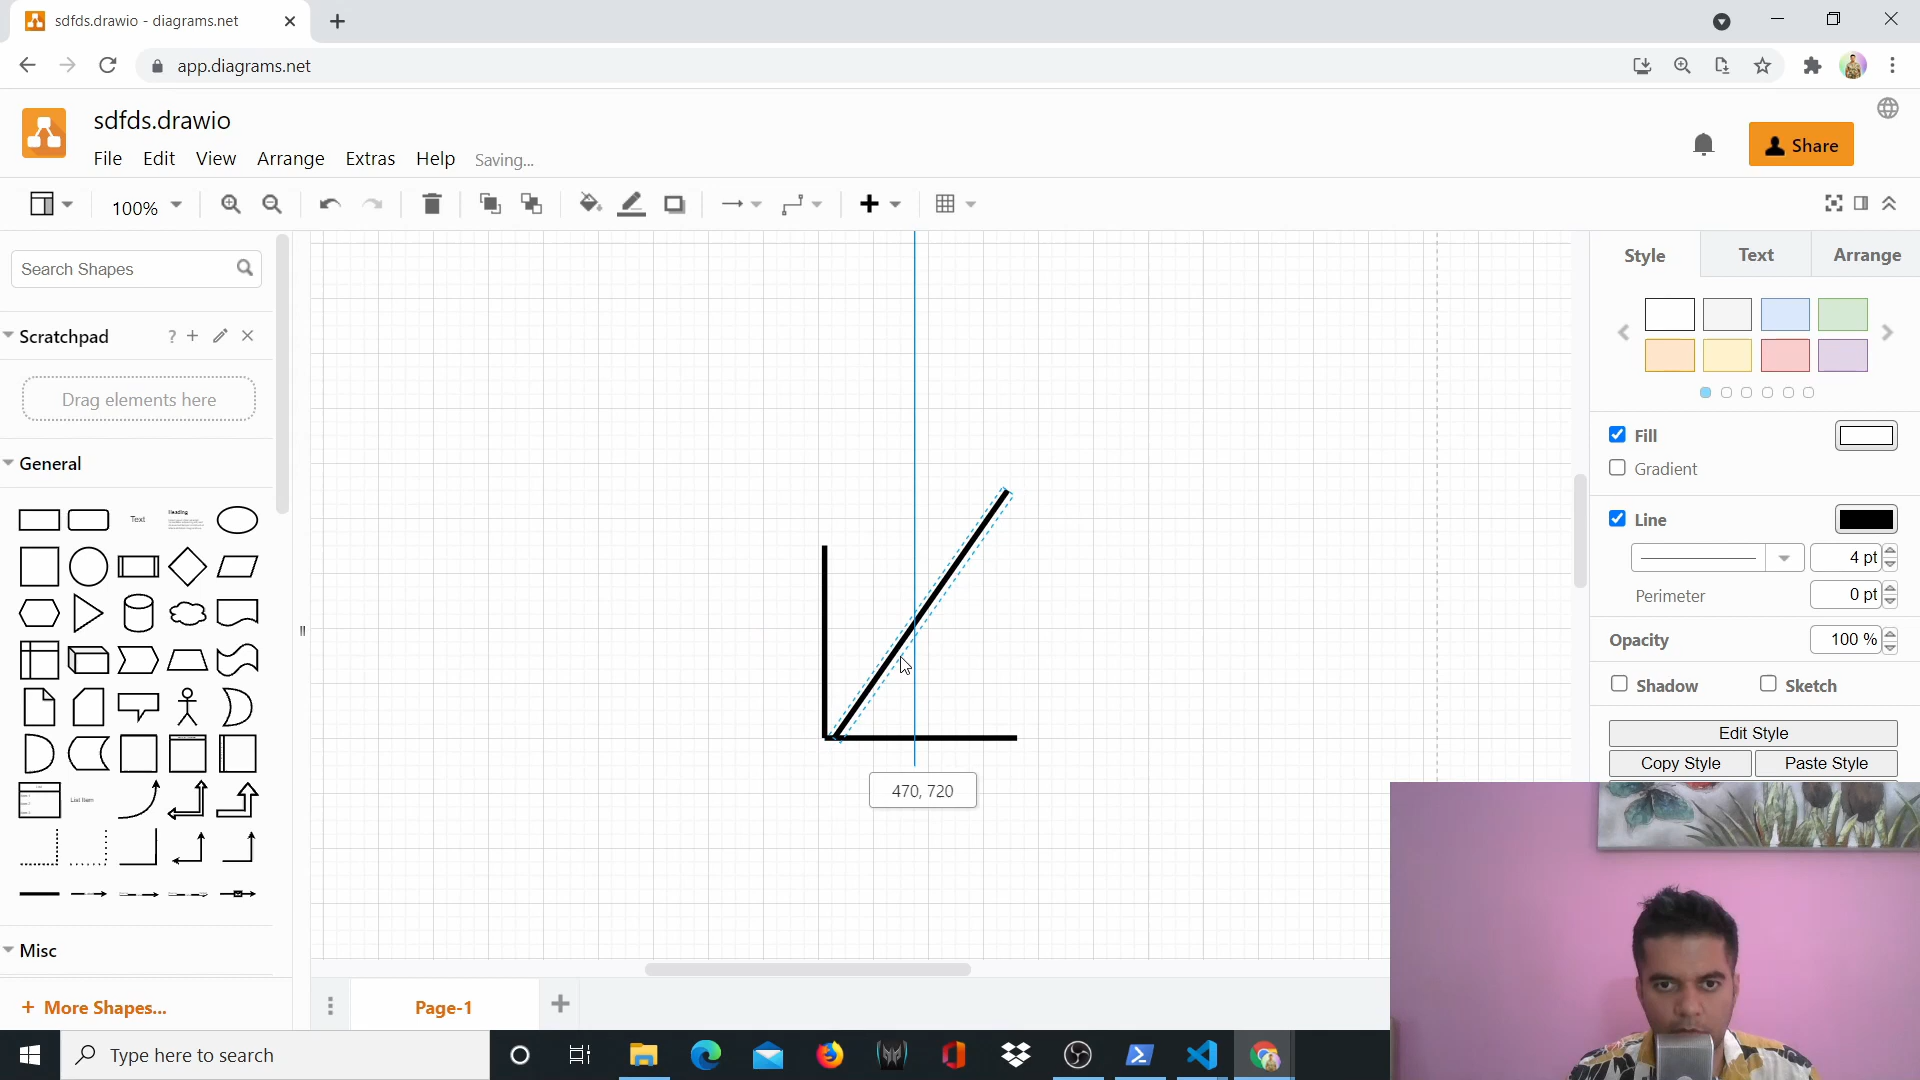 sdfds.drawio - diagrams.net
app.diagrams.net
sdfds.drawio
File Edit View Arrange Extras Help Saving...
Share
100%
Search Shapes
Scratchpad
?
Drag elements here
General
Text
Heading
List Item
Misc
+ More Shapes...
470, 720
Page-1
Style Text Arrange
Fill
Gradient
Line
4 pt
Perimeter 0 pt
Opacity 100 %
Shadow Sketch
Edit Style
Copy Style Paste Style
Type here to search